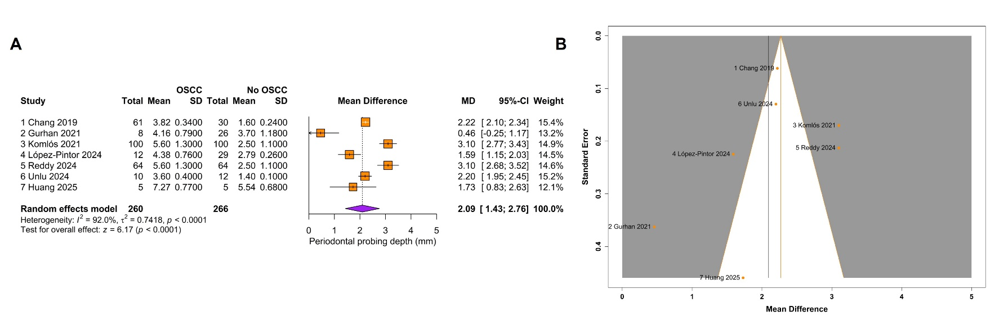 A
OSCC No OSCC
Study Total Mean SD Total Mean SD Mean Difference MD 95%-CI Weight
1 Chang 2019 61 3.82 0.3400 30 1.60 0.2400 2.22 [ 2.10; 2.34] 15.4%
2 Gurhan 2021 8 4.16 0.7900 26 3.70 1.1800 0.46 [-0.25; 1.17] 13.2%
3 Komlós 2021 100 5.60 1.3000 100 2.50 1.1000 3.10 [ 2.77; 3.43] 14.9%
4 López-Pintor 2024 12 4.38 0.7600 29 2.79 0.2600 1.59 [ 1.15; 2.03] 14.5%
5 Reddy 2024 64 5.60 1.3000 64 2.50 1.1000 3.10 [ 2.68; 3.52] 14.6%
6 Unlu 2024 10 3.60 0.4000 12 1.40 0.1000 2.20 [ 1.95; 2.45] 15.2%
7 Huang 2025 5 7.27 0.7700 5 5.54 0.6800 1.73 [ 0.83; 2.63] 12.1%
Random effects model 260 266 2.09 [ 1.43; 2.76] 100.0%
Heterogeneity: I² = 92.0%, τ² = 0.7418, p < 0.0001
Test for overall effect: z = 6.17 (p < 0.0001)
0 1 2 3 4 5
Periodontal probing depth (mm)
B
0.0
0.1
0.2
0.3
0.4
Standard Error
1 Chang 2019
6 Unlu 2024
3 Komlós 2021
5 Reddy 2024
4 López-Pintor 2024
2 Gurhan 2021
7 Huang 2025
0 1 2 3 4 5
Mean Difference